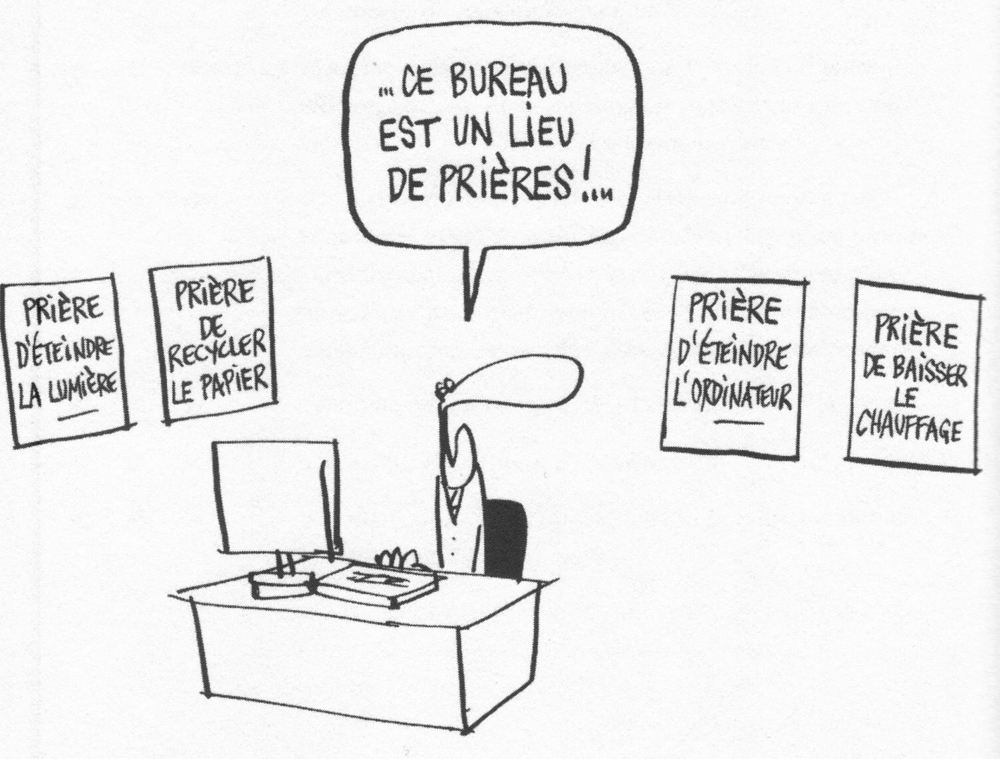 ...CE BUREAU
EST UN LIEU
DE PRIÈRES!...
PRIÈRE
D'ÉTEINDRE
LA LUMIÈRE
PRIÈRE
DE
RECYCLER
LE PAPIER
PRIÈRE
D'ÉTEINDRE
L'ORDINATEUR
PRIÈRE
DE BAISSER
LE
CHAUFFAGE